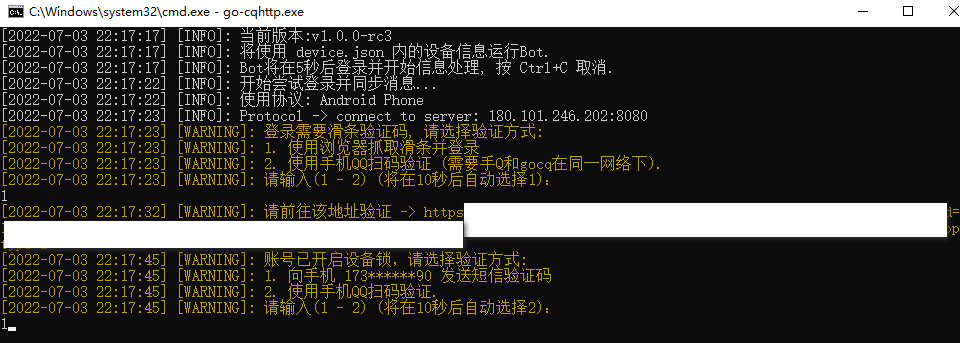 C:\Windows\system32\cmd.exe - go-cqhttp.exe
[2022-07-03 22:17:17] [INFO]: 当前版本:v1.0.0-rc3
[2022-07-03 22:17:17] [INFO]: 将使用 device.json 内的设备信息运行Bot.
[2022-07-03 22:17:17] [INFO]: Bot将在5秒后登录并开始信息处理, 按 Ctrl+C 取消.
[2022-07-03 22:17:22] [INFO]: 开始尝试登录并同步消息...
[2022-07-03 22:17:22] [INFO]: 使用协议: Android Phone
[2022-07-03 22:17:23] [INFO]: Protocol -> connect to server: 180.101.246.202:8080
[2022-07-03 22:17:23] [WARNING]: 登录需要滑条验证码, 请选择验证方式:
[2022-07-03 22:17:23] [WARNING]: 1. 使用浏览器抓取滑条并登录
[2022-07-03 22:17:23] [WARNING]: 2. 使用手机QQ扫码验证 (需要手Q和gocq在同一网络下).
[2022-07-03 22:17:23] [WARNING]: 请输入(1 - 2) (将在10秒后自动选择1):
1
[2022-07-03 22:17:32] [WARNING]: 请前往该地址验证 -> https d=
[2022-07-03 22:17:45] [WARNING]: 账号已开启设备锁，请选择验证方式:
[2022-07-03 22:17:45] [WARNING]: 1. 向手机 173******90 发送短信验证码
[2022-07-03 22:17:45] [WARNING]: 2. 使用手机QQ扫码验证.
[2022-07-03 22:17:45] [WARNING]: 请输入(1 - 2) (将在10秒后自动选择2):
1